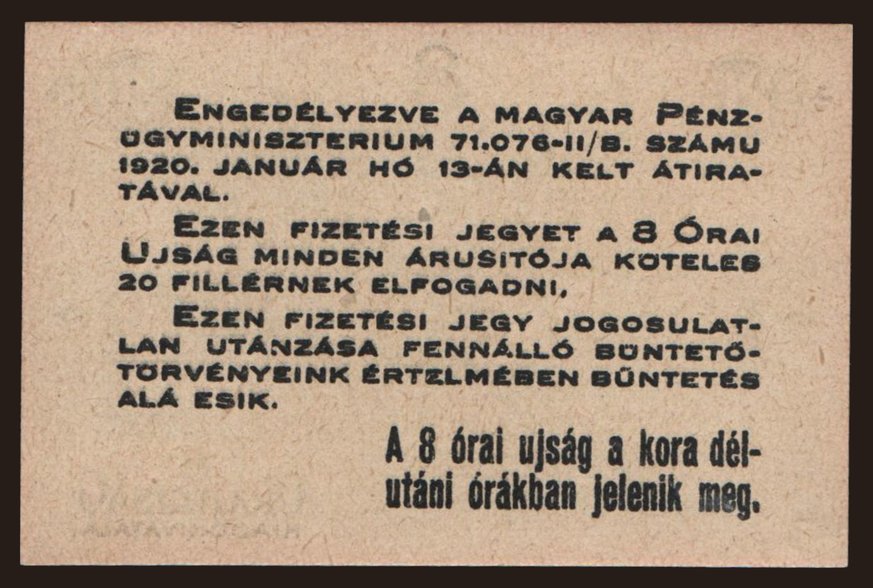 ENGEDÉLYEZVE A MAGYAR PÉNZ-
ÜGYMINISZTERIUM 71.076-II/B. SZÁMU
1920. JANUÁR HÓ 13-ÁN KELT ÁTIRA-
TÁVAL.
EZEN FIZETÉSI JEGYET A 8 ÓRAI
UJSÁG MINDEN ÁRUSITÓJA KÖTELES
20 FILLÉRNEK ELFOGADNI.
EZEN FIZETÉSI JEGY JOGOSULAT-
LAN UTÁNZÁSA FENNÁLLÓ BÜNTETŐ-
TÖRVÉNYEINK ÉRTELMÉBEN BÜNTETÉS
ALÁ ESIK.
A 8 órai ujság a kora dél-
utáni órákban jelenik meg.